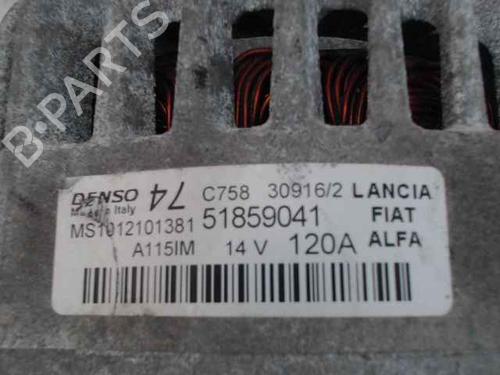 B-PARTS
DENSO 74 C758 30916/2 LANCIA
Made in Italy
MS1012101381 51859041 FIAT
A115IM 14 V 120A ALFA